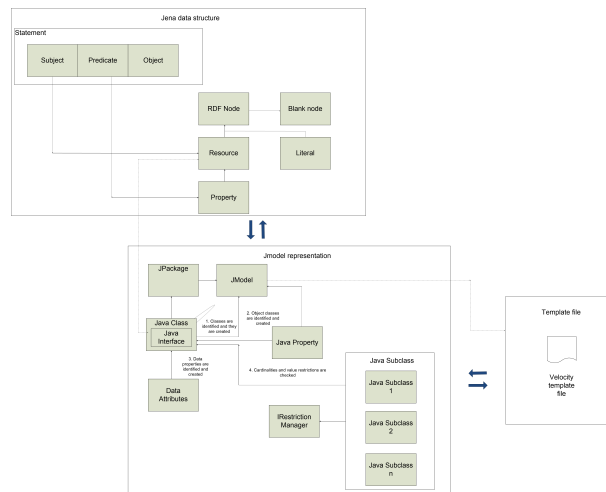 Jena data structure
Statement
Subject
Predicate
Object
RDF Node
Blank node
Resource
Literal
Property
Jmodel representation
JPackage
JModel
Java Class
Java
Interface
1. Classes are
identified and they
are created
2. Object classes
are identified and
created
Java Property
3. Data
properties are
identified and
created
4. Cardinalities and value restrictions are
checked
Data
Attributes
IRestriction
Manager
Java Subclass
Java Subclass
1
Java Subclass
2
Java Subclass
n
Template file
Velocity
template
file